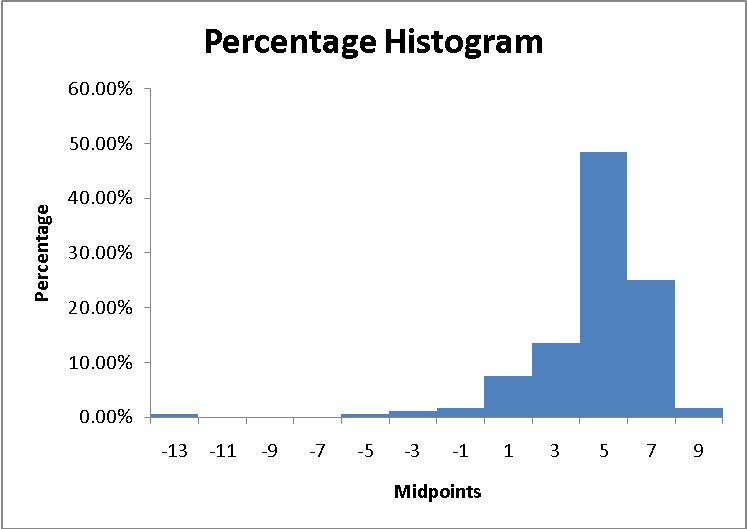 Percentage Histogram
60.00%
50.00%
40.00%
30.00%
20.00%
10.00%
0.00%
Percentage
-13 -11 -9 -7 -5 -3 -1 1 3 5 7 9
Midpoints